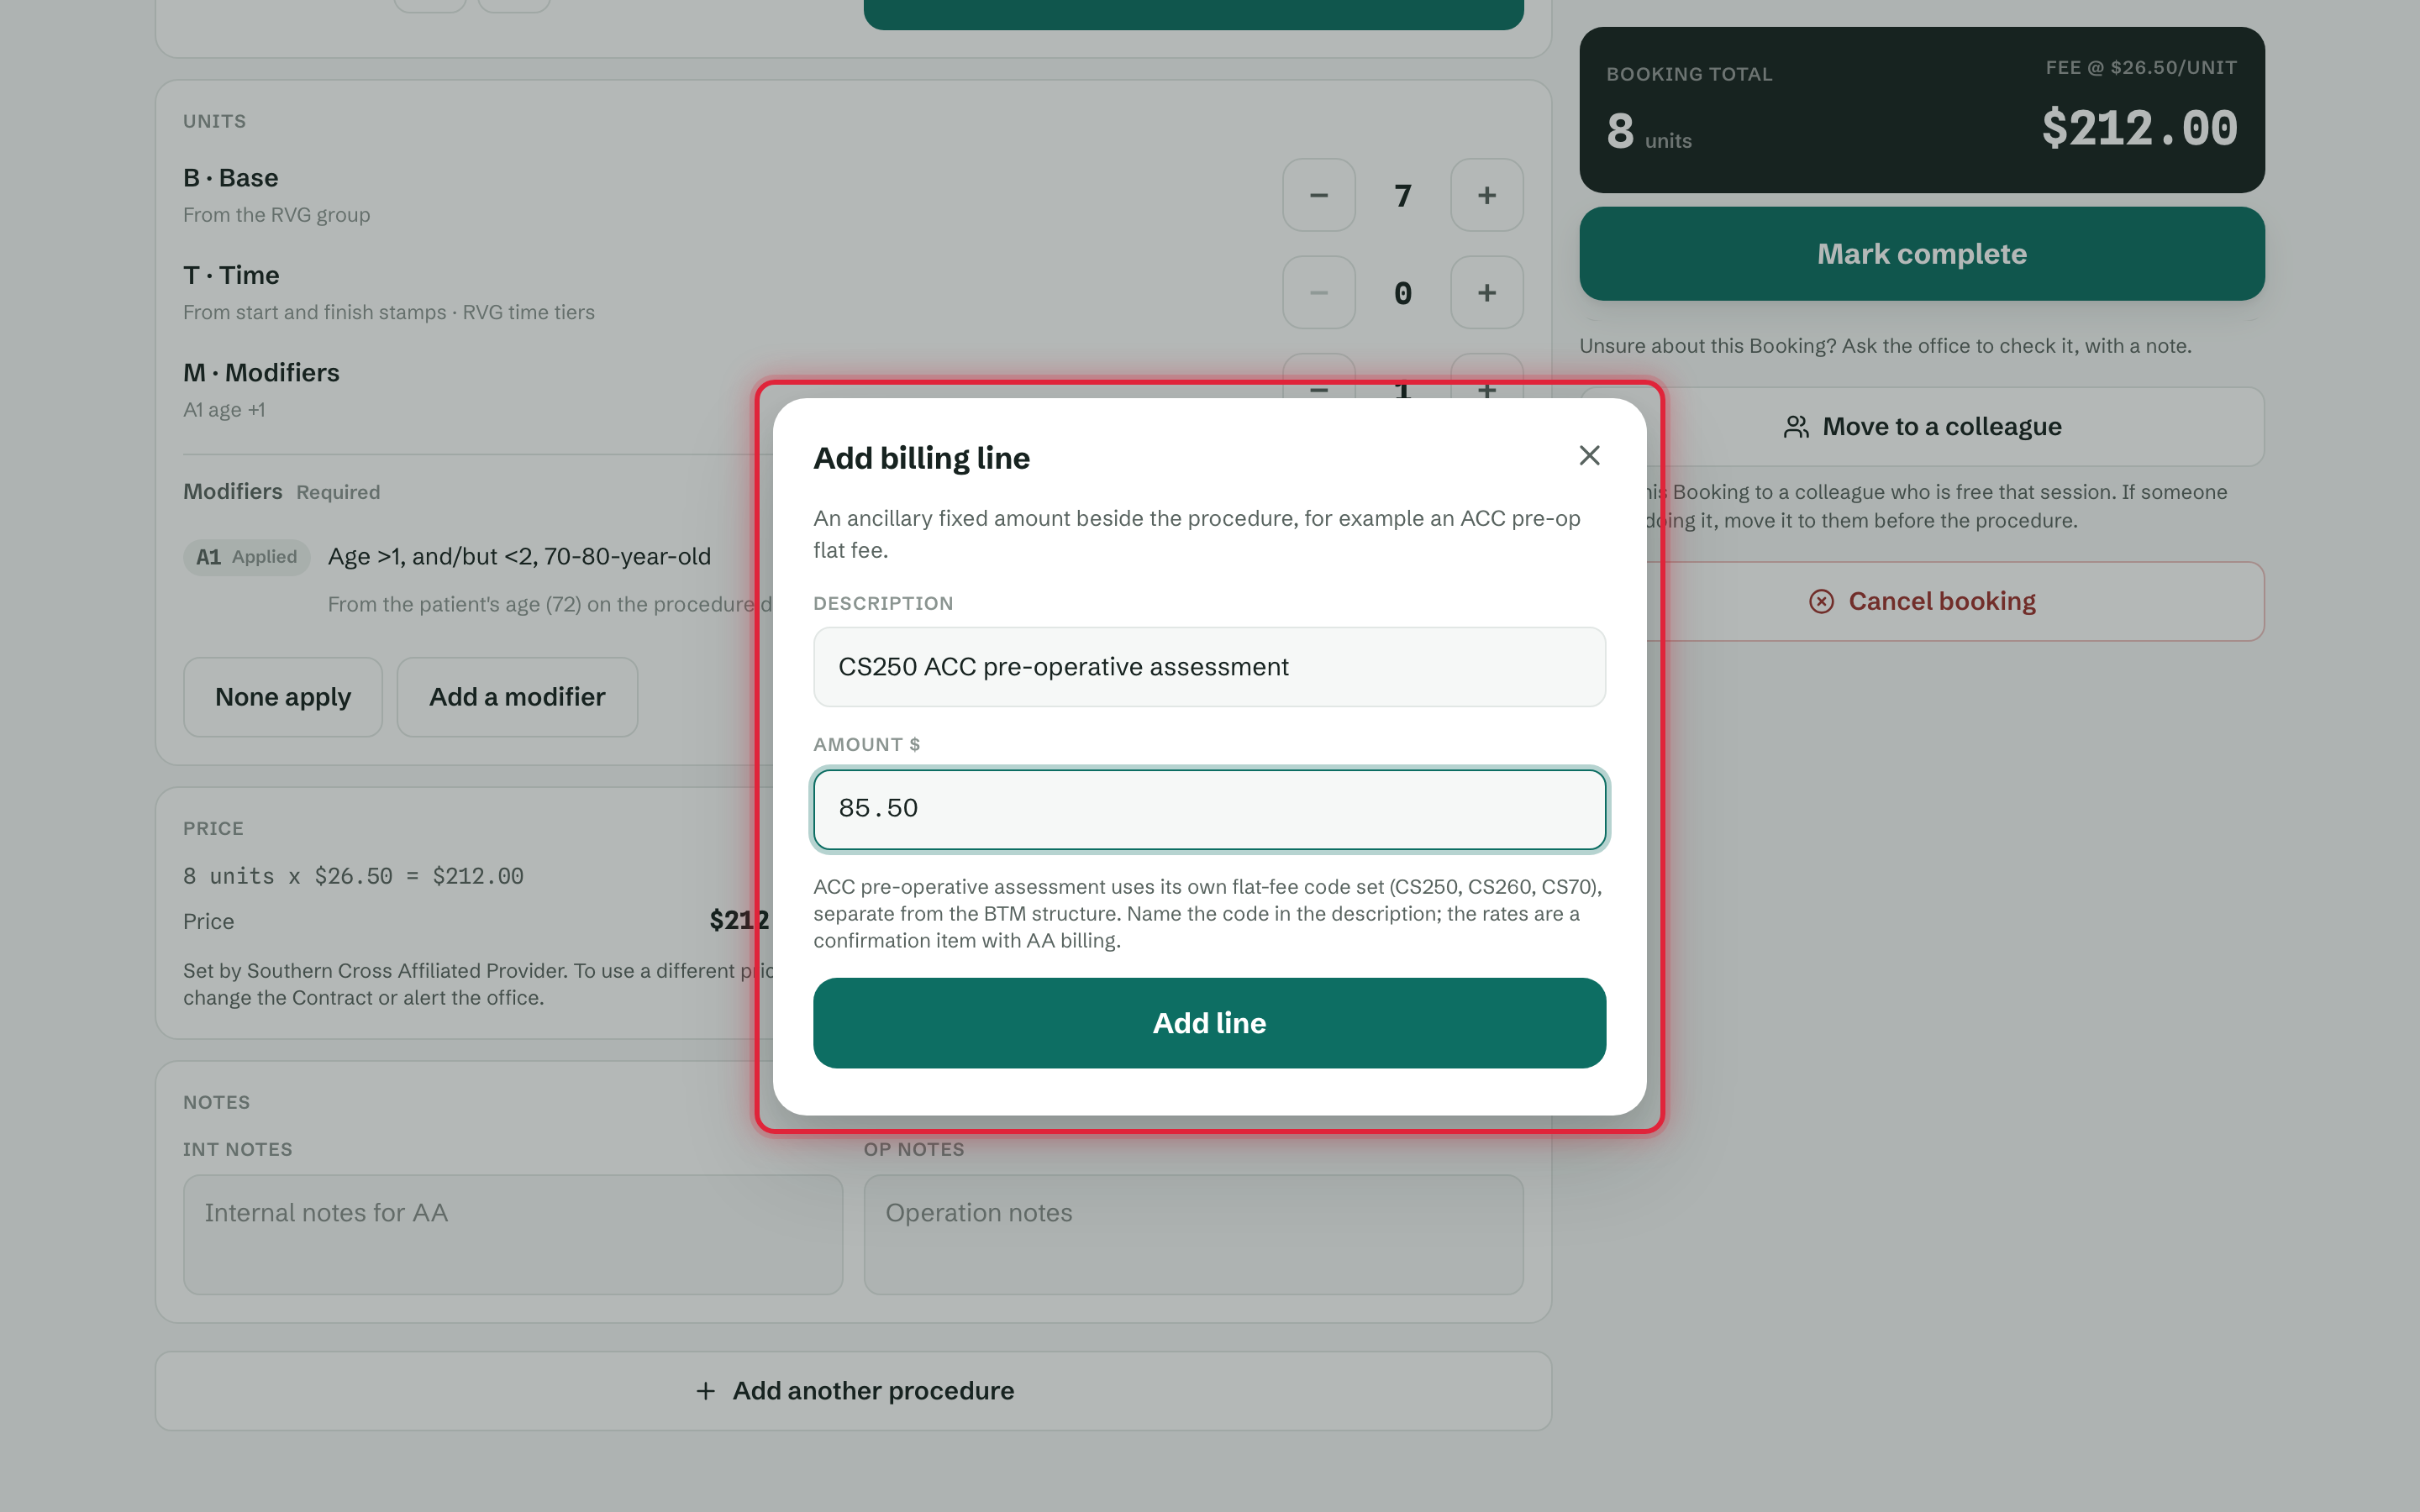 BOOKING TOTAL
FEE @ $26.50/UNIT
8 units
$212.00
Mark complete
Unsure about this Booking? Ask the office to check it, with a note.
Move to a colleague
Booking to a colleague who is free that session. If someone
doing it, move it to them before the procedure.
Cancel booking
UNITS
B · Base
From the RVG group
− 7 +
T · Time
From start and finish stamps · RVG time tiers
− 0 +
M · Modifiers
A1 age +1
− 1 +
Modifiers Required
A1 Applied Age >1, and/but <2, 70-80-year-old
From the patient's age (72) on the procedure
None apply
Add a modifier
PRICE
8 units x $26.50 = $212.00
Price $212
Set by Southern Cross Affiliated Provider. To use a different
change the Contract or alert the office.
NOTES
INT NOTES
Internal notes for AA
OP NOTES
Operation notes
+ Add another procedure
Add billing line
An ancillary fixed amount beside the procedure, for example an ACC pre-op
flat fee.
DESCRIPTION
CS250 ACC pre-operative assessment
AMOUNT $
85.50
ACC pre-operative assessment uses its own flat-fee code set (CS250, CS260, CS70),
separate from the BTM structure. Name the code in the description; the rates are a
confirmation item with AA billing.
Add line